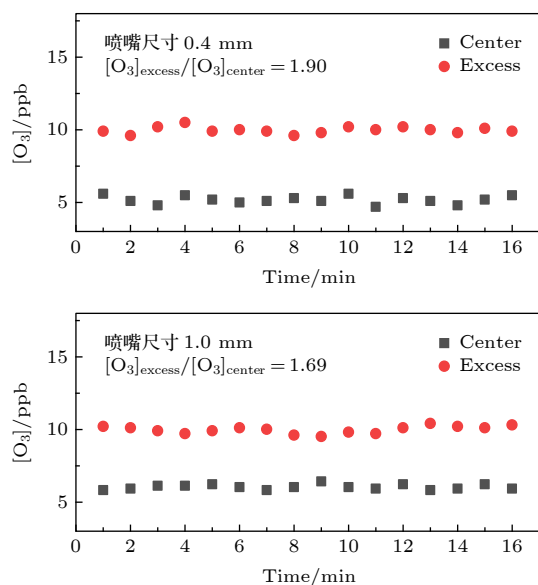 喷嘴尺寸 0.4 mm
[O₃]excess/[O₃]center = 1.90
Center
Excess
[O₃]/ppb
15
10
5
0 2 4 6 8 10 12 14 16
Time/min
喷嘴尺寸 1.0 mm
[O₃]excess/[O₃]center = 1.69
Center
Excess
[O₃]/ppb
15
10
5
0 2 4 6 8 10 12 14 16
Time/min